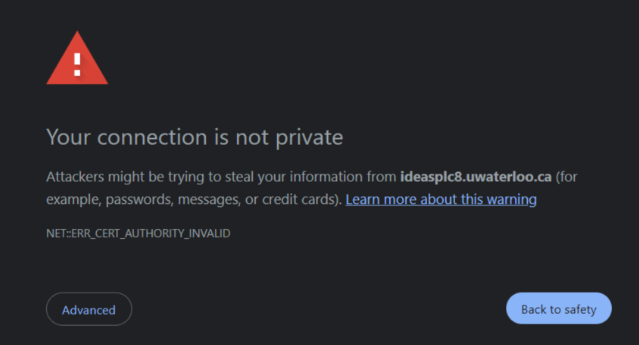 Your connection is not private
Attackers might be trying to steal your information from ideasplc8.uwaterloo.ca (for
example, passwords, messages, or credit cards). Learn more about this warning
NET::ERR_CERT_AUTHORITY_INVALID
Advanced
Back to safety